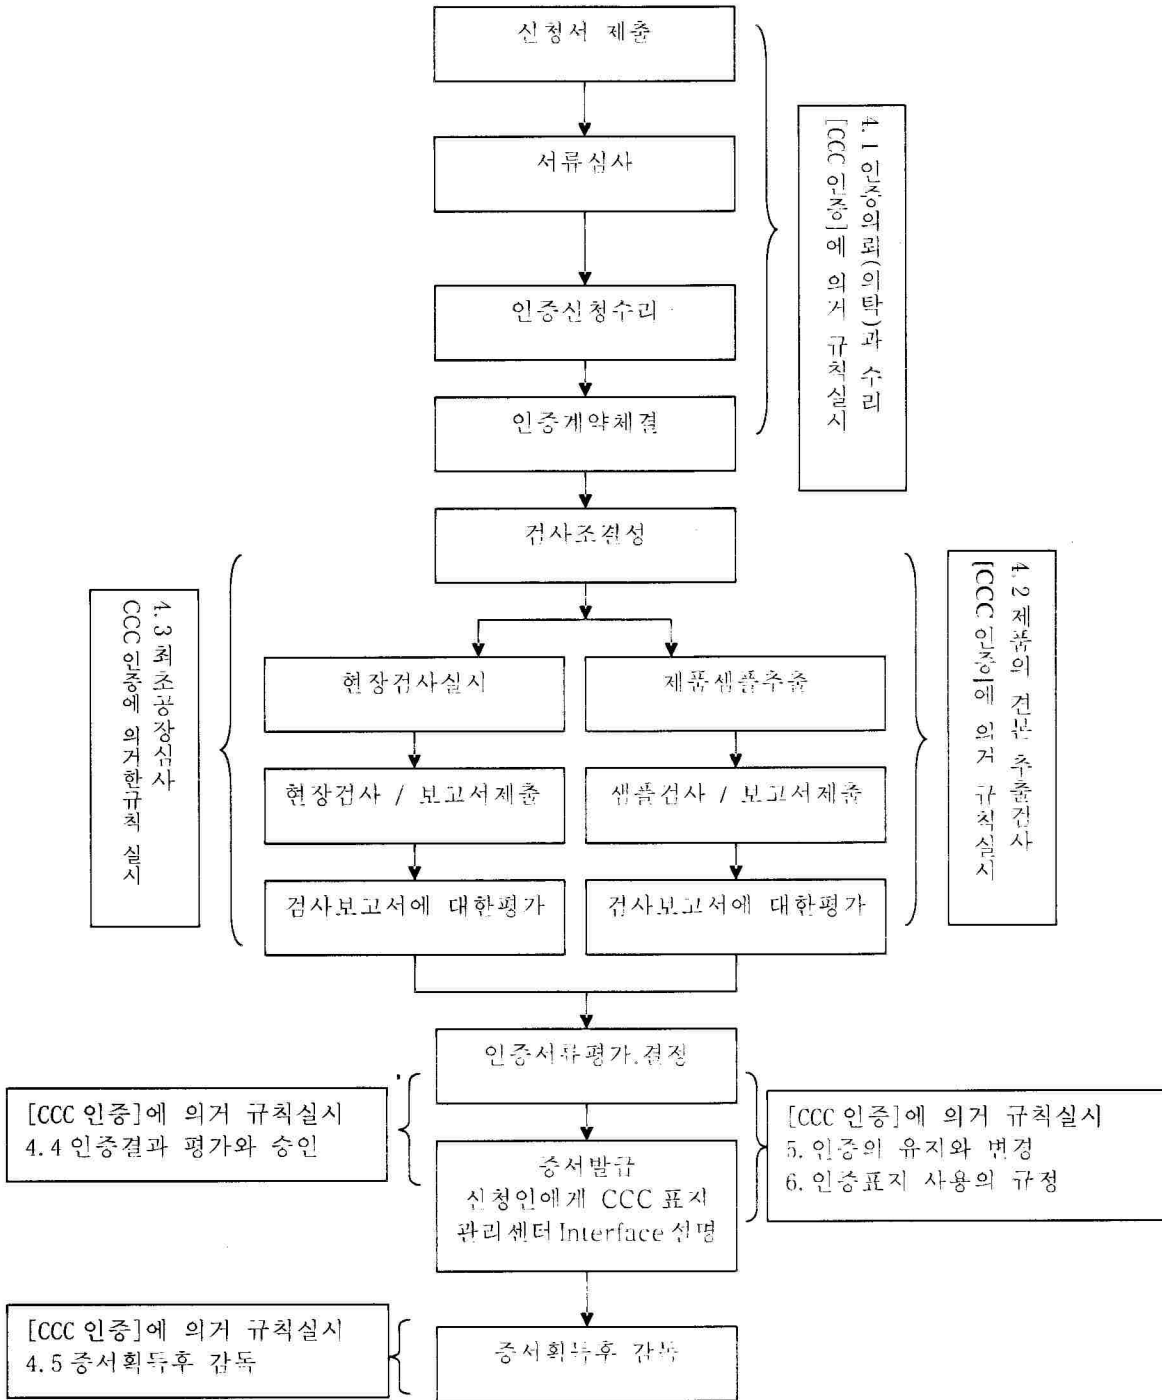 신청서 제출
서류심사
인증신청수리
인증계약체결
4.1 인증의뢰(의탁)과 수리
[CCC 인증]에 의거 규칙실시
검사조결성
4.3 최초공장심사
CCC 인증에 의거한규칙 실시
4.2 제품의 견본 추출검사
[CCC 인증]에 의거 규칙실시
현장검사실시
제품샘플추출
현장검사 / 보고서제출
샘플검사 / 보고서제출
검사보고서에 대한평가
검사보고서에 대한평가
인증서류평가.결정
[CCC 인증]에 의거 규칙실시
4.4 인증결과 평가와 승인
[CCC 인증]에 의거 규칙실시
5. 인증의 유지와 변경
6. 인증표지 사용의 규정
증서발급
신청인에게 CCC 표지
관리센터 Interface 설명
[CCC 인증]에 의거 규칙실시
4.5 증서획득후 감독
증서획득후 감독